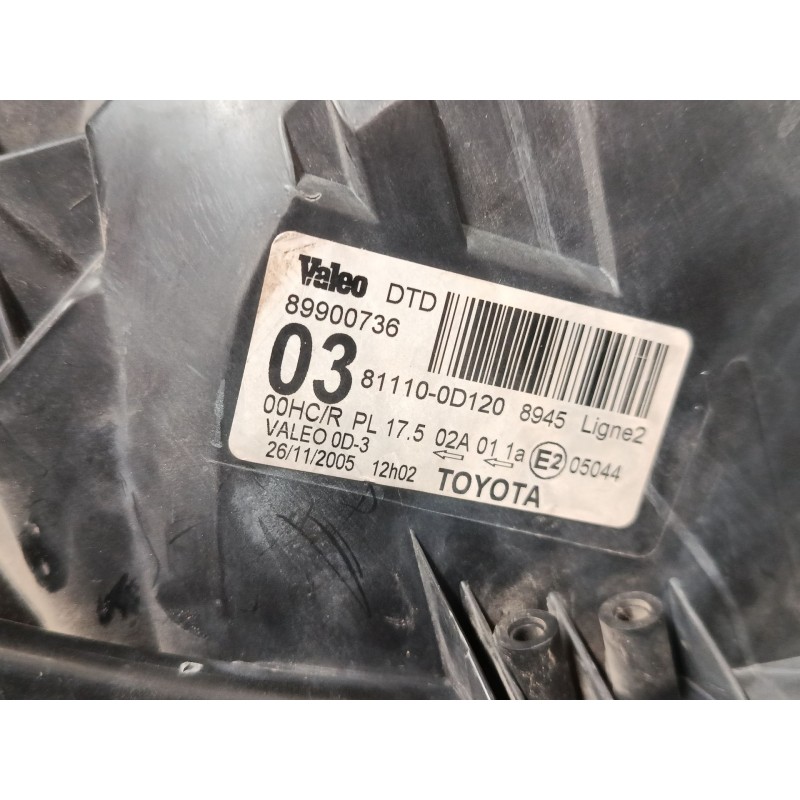 Valeo DTD
89900736
03 81110-0D120 8945 Ligne2
00HC/R PL 17.5 02A 01 1a E2 05044
VALEO 0D-3
26/11/2005 12h02 TOYOTA